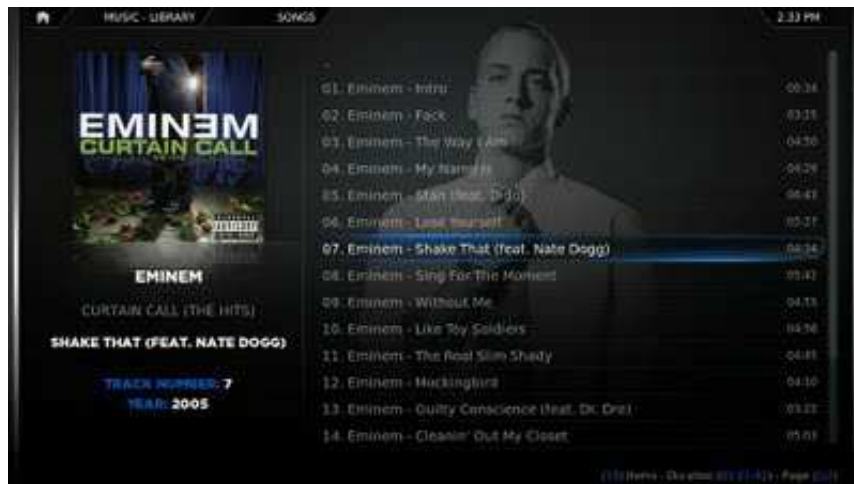 MUSIC - LIBRARY SONGS 2:33 PM
EMINEM
CURTAIN CALL
EMINEM
CURTAIN CALL (THE HITS)
SHAKE THAT (FEAT. NATE DOGG)
TRACK NUMBER: 7
YEAR: 2005
01. Eminem - Intro 00:34
02. Eminem - Fack 03:25
03. Eminem - The Way I Am 04:50
04. Eminem - My Name Is 04:29
05. Eminem - Stan (feat. Dido) 06:43
06. Eminem - Lose Yourself 05:27
07. Eminem - Shake That (feat. Nate Dogg) 04:34
08. Eminem - Sing For The Moment 05:42
09. Eminem - Without Me 04:55
10. Eminem - Like Toy Soldiers 04:56
11. Eminem - The Real Slim Shady 04:45
12. Eminem - Mockingbird 04:10
13. Eminem - Guilty Conscience (feat. Dr. Dre) 03:22
14. Eminem - Cleanin' Out My Closet 05:03
Items - Duration - Page